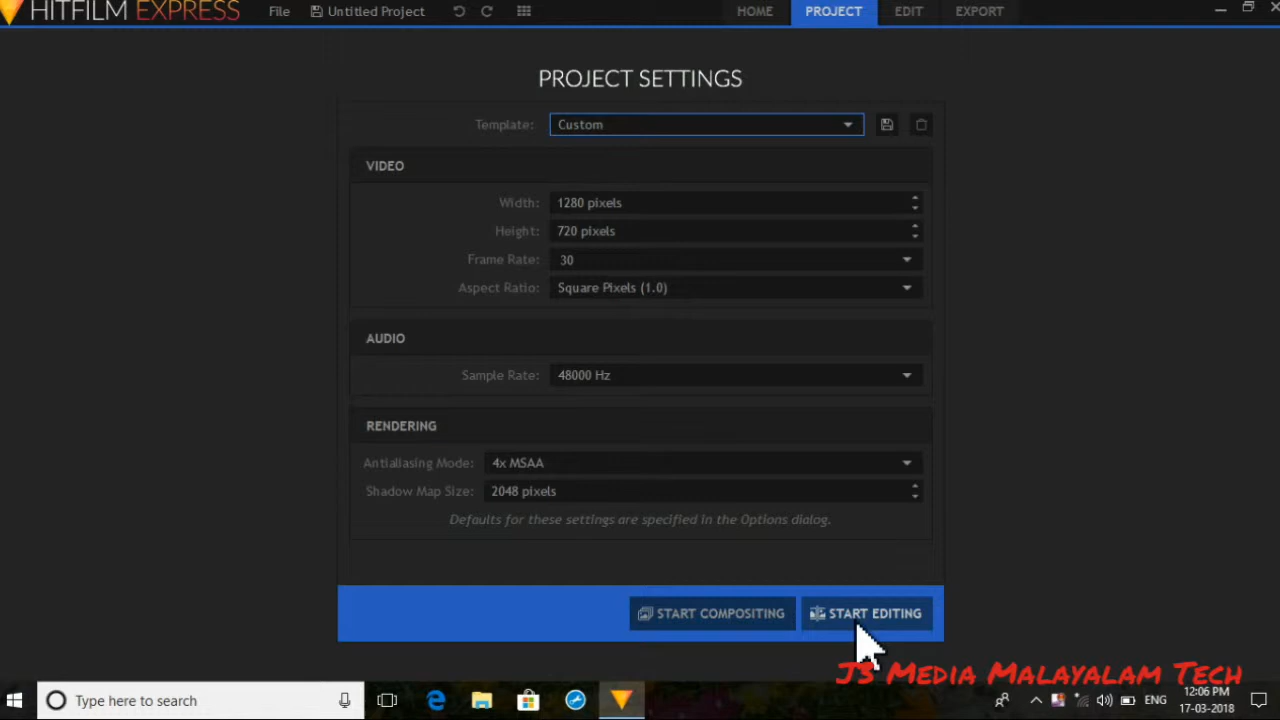 HITFILM EXPRESS File Untitled Project HOME PROJECT EDIT EXPORT
PROJECT SETTINGS
Template: Custom
VIDEO
Width: 1280 pixels
Height: 720 pixels
Frame Rate: 30
Aspect Ratio: Square Pixels (1.0)
AUDIO
Sample Rate: 48000 Hz
RENDERING
Antialiasing Mode: 4x MSAA
Shadow Map Size: 2048 pixels
Defaults for these settings are specified in the Options dialog.
START COMPOSITING START EDITING
JS Media Malayalam Tech
Type here to search ENG 12:06 PM
17-03-2018